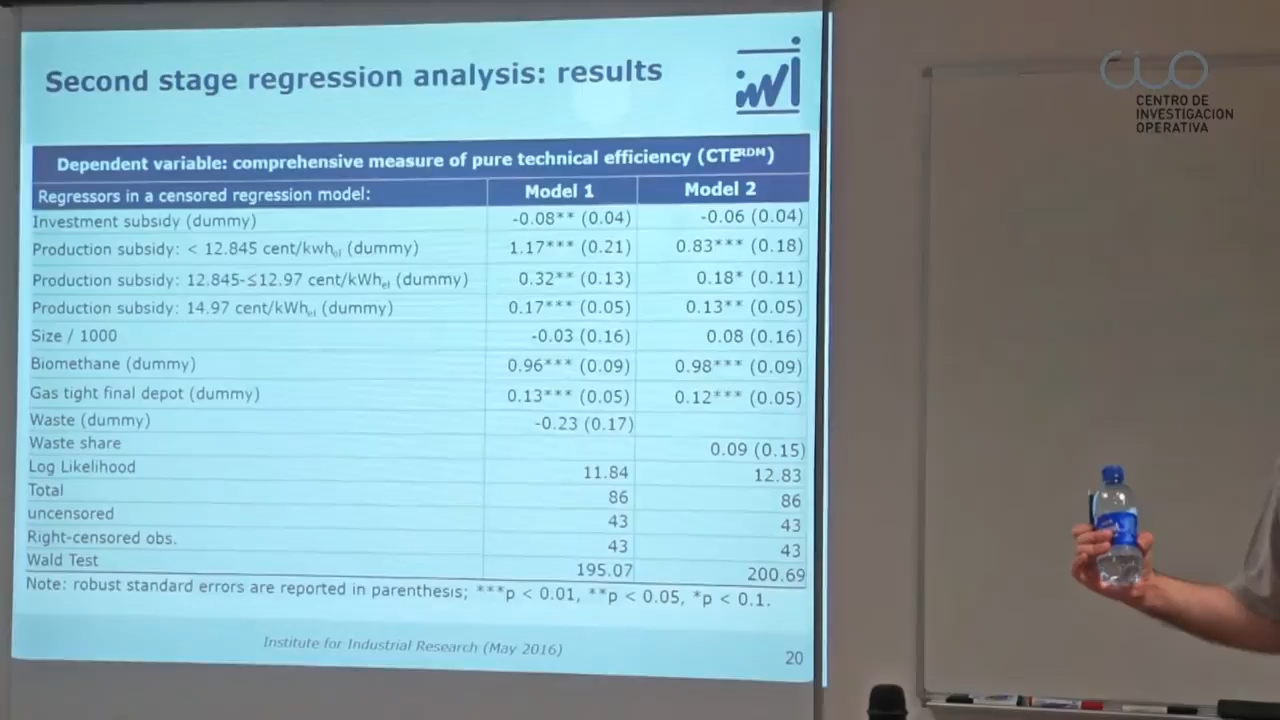 Second stage regression analysis: results
iwi
CIO
CENTRO DE
INVESTIGACION
OPERATIVA
Dependent variable: comprehensive measure of pure technical efficiency (CTEᴿᴰᴹ)
Regressors in a censored regression model: Model 1 Model 2
Investment subsidy (dummy) -0.08** (0.04) -0.06 (0.04)
Production subsidy: < 12.845 cent/kwhₑₗ (dummy) 1.17*** (0.21) 0.83*** (0.18)
Production subsidy: 12.845-≤12.97 cent/kWhₑₗ (dummy) 0.32** (0.13) 0.18* (0.11)
Production subsidy: 14.97 cent/kWhₑₗ (dummy) 0.17*** (0.05) 0.13** (0.05)
Size / 1000 -0.03 (0.16) 0.08 (0.16)
Biomethane (dummy) 0.96*** (0.09) 0.98*** (0.09)
Gas tight final depot (dummy) 0.13*** (0.05) 0.12*** (0.05)
Waste (dummy) -0.23 (0.17)
Waste share 0.09 (0.15)
Log Likelihood 11.84 12.83
Total 86 86
uncensored 43 43
Right-censored obs. 43 43
Wald Test 195.07 200.69
Note: robust standard errors are reported in parenthesis; ***p < 0.01, **p < 0.05, *p < 0.1.
Institute for Industrial Research (May 2016)
20